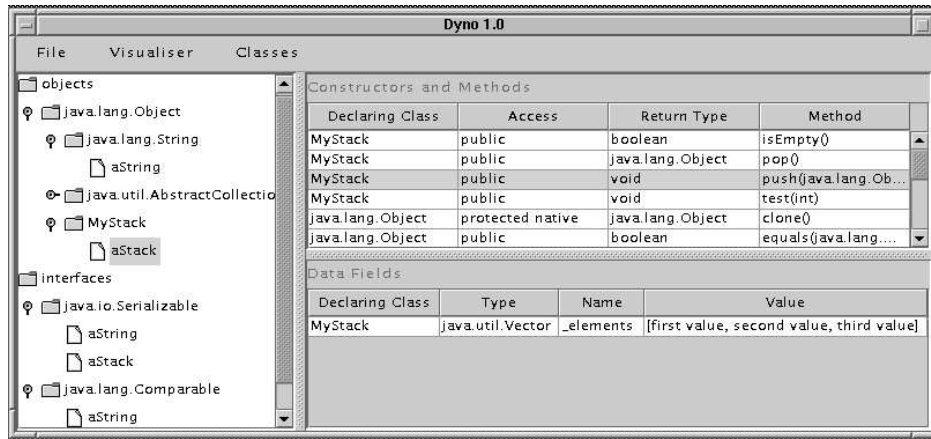 Dyno 1.0
File Visualiser Classes
objects
java.lang.Object
java.lang.String
aString
java.util.AbstractCollectio
MyStack
aStack
interfaces
java.io.Serializable
aString
aStack
java.lang.Comparable
aString
Constructors and Methods
Declaring Class Access Return Type Method
MyStack public boolean isEmpty()
MyStack public java.lang.Object pop()
MyStack public void push(java.lang.Ob...
MyStack public void test(int)
java.lang.Object protected native java.lang.Object clone()
java.lang.Object public boolean equals(java.lang....
Data Fields
Declaring Class Type Name Value
MyStack java.util.Vector _elements [first value, second value, third value]